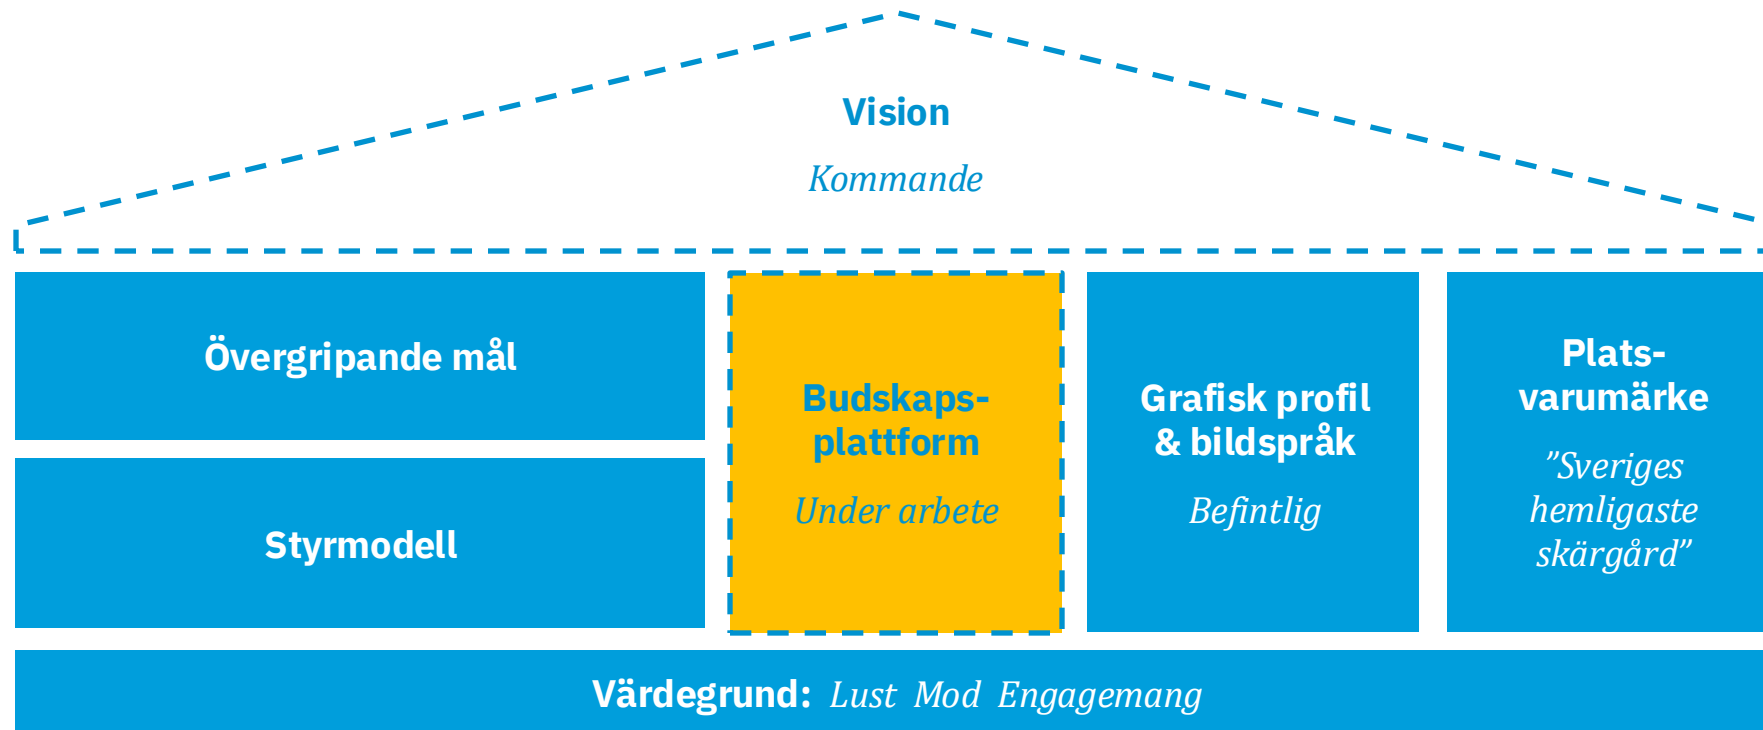 Vision
Kommande
Övergripande mål
Styrmodell
Budskaps-
plattform
Under arbete
Grafisk profil
& bildspråk
Befintlig
Plats-
varumärke
”Sveriges
hemligaste
skärgård”
Värdegrund: Lust Mod Engagemang